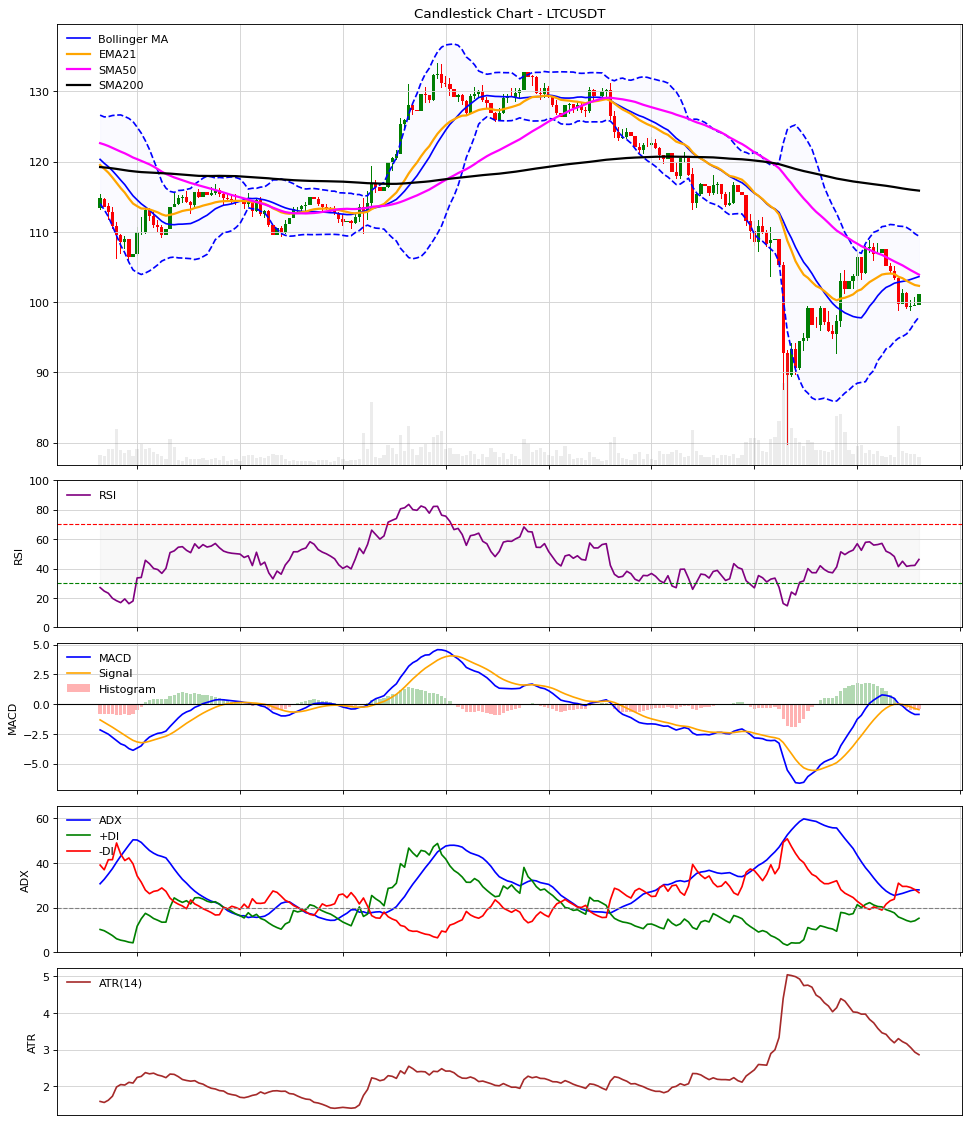 Candlestick Chart - LTCUSDT
Bollinger MA
EMA21
SMA50
SMA200
130
120
110
100
90
80
100
80
60
40
20
0
RSI
RSI
5.0
2.5
0.0
−2.5
−5.0
MACD
MACD
Signal
Histogram
60
40
20
0
ADX
ADX
+DI
-DI
5
4
3
2
ATR
ATR(14)